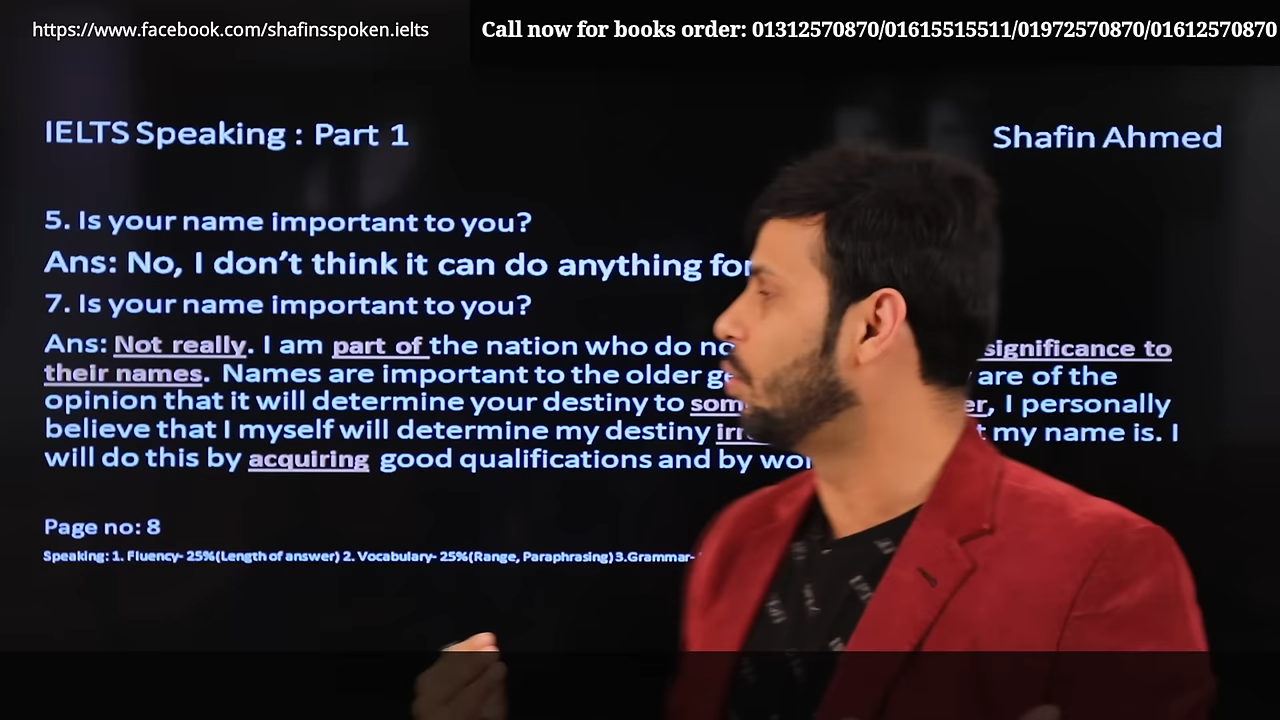 https://www.facebook.com/shafinsspoken.ielts
Call now for books order: 01312570870/01615515511/01972570870/01612570870
IELTS Speaking : Part 1
Shafin Ahmed
5. Is your name important to you?
Ans: No, I don't think it can do anything for
7. Is your name important to you?
Ans: Not really. I am part of the nation who do significance to
their names. Names are important to the older are of the
opinion that it will determine your destiny to I personally
believe that I myself will determine my destiny my name is. I
will do this by acquiring good qualifications and by
Page no: 8
Speaking: 1. Fluency- 25%(Length of answer) 2. Vocabulary- 25%(Range, Paraphrasing) 3.Grammar-